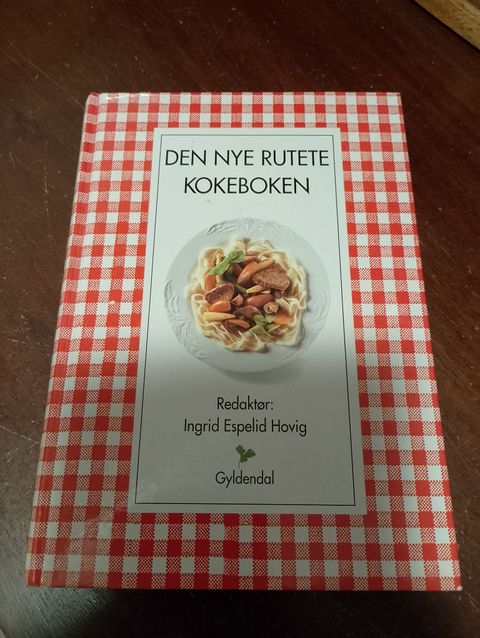 DEN NYE RUTETE
KOKEBOKEN
Redaktør:
Ingrid Espelid Hovig
Gyldendal